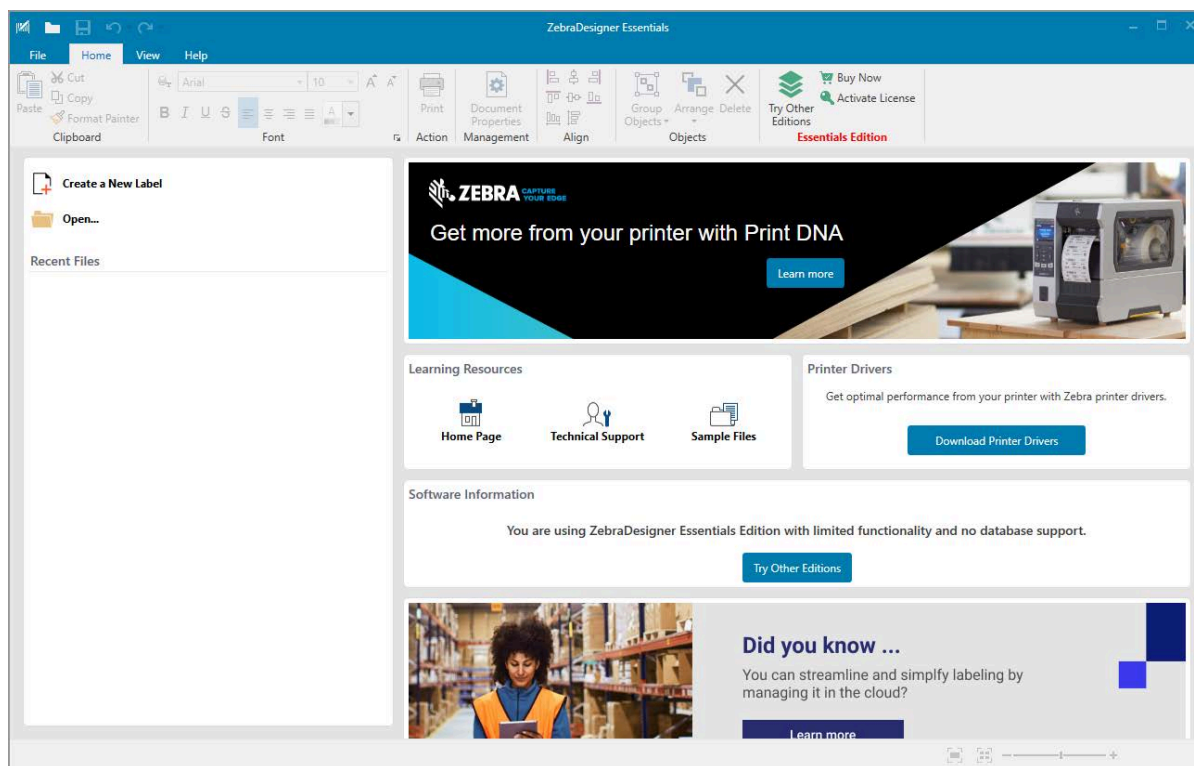 ZebraDesigner Essentials
File Home View Help
Paste
Cut
Copy
Format Painter
Clipboard
Arial 10 A A
B I U S A
Font
Print
Action
Document
Properties
Management
Align
Group
Objects
Arrange
Delete
Objects
Try Other
Editions
Buy Now
Activate License
Essentials Edition
Create a New Label
Open...
Recent Files
ZEBRA CAPTURE
YOUR EDGE
Get more from your printer with Print DNA
Learn more
Learning Resources
Home Page Technical Support Sample Files
Printer Drivers
Get optimal performance from your printer with Zebra printer drivers.
Download Printer Drivers
Software Information
You are using ZebraDesigner Essentials Edition with limited functionality and no database support.
Try Other Editions
Did you know ...
You can streamline and simplfy labeling by
managing it in the cloud?
Learn more